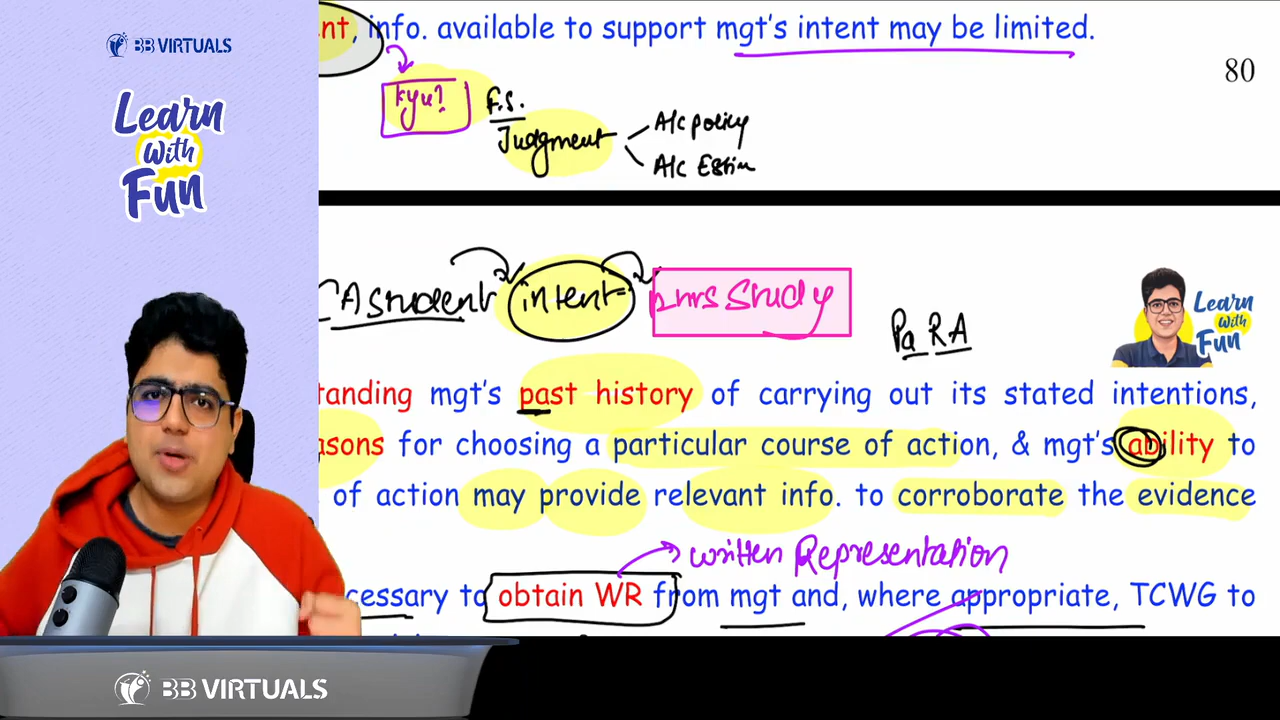 BB VIRTUALS
Learn
With
Fun
nt, info. available to support mgt's intent may be limited.
80
kyu?
F.S.
Judgment
A/c policy
A/c Estim
CA student intent= hrs Study
Pa RA
Learn
With
Fun
tanding mgt's past history of carrying out its stated intentions,
asons for choosing a particular course of action, & mgt's ability to
of action may provide relevant info. to corroborate the evidence
written Representation
cessary to obtain WR from mgt and, where appropriate, TCWG to
BB VIRTUALS